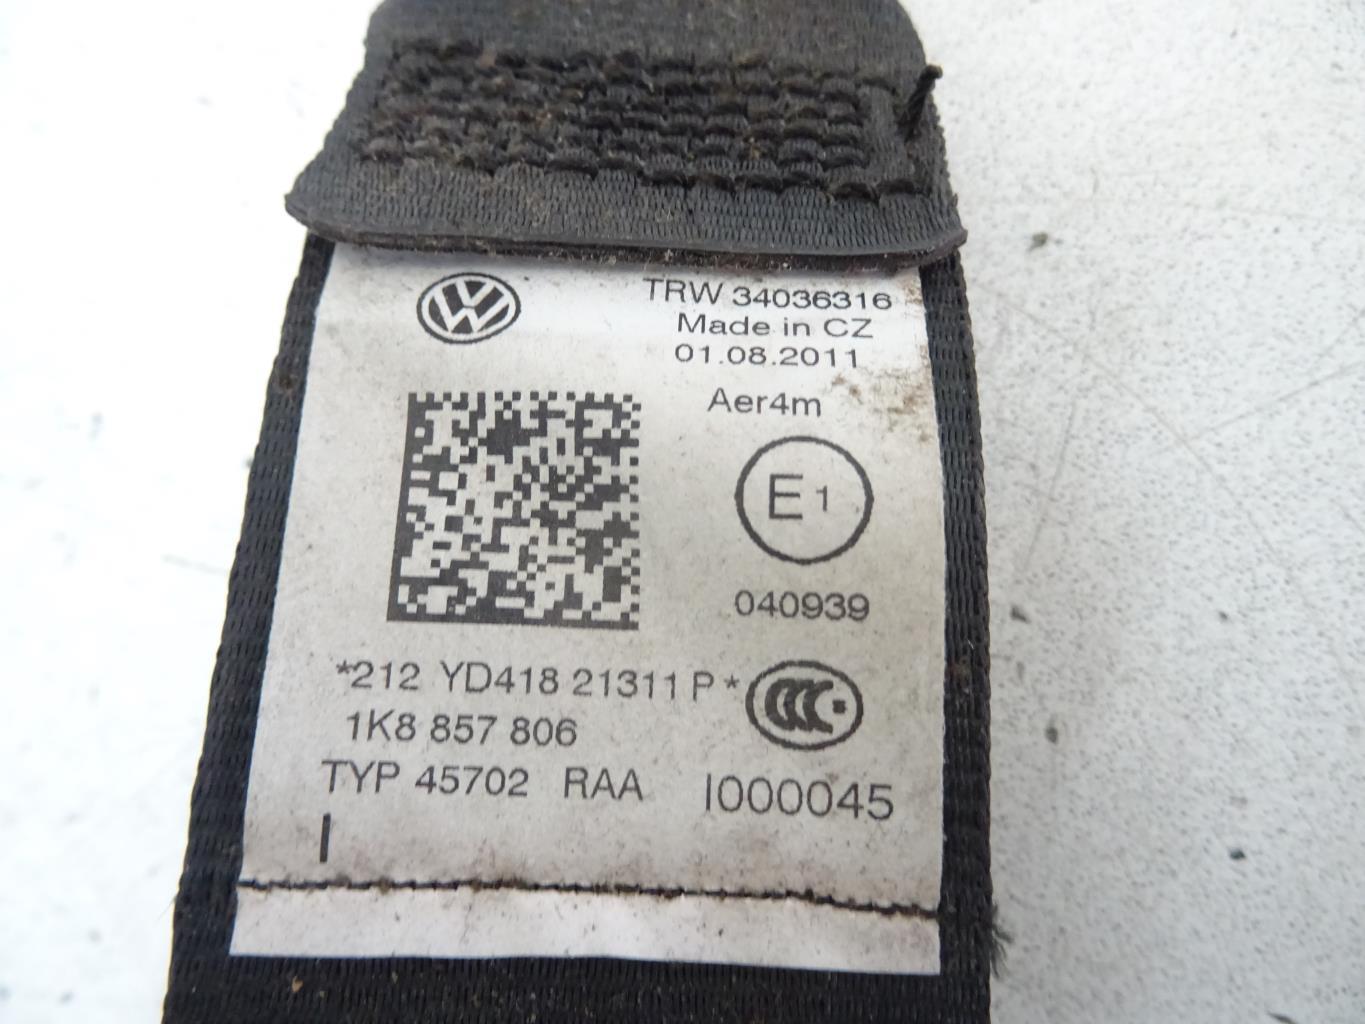 TRW 34036316
Made in CZ
01.08.2011
Aer4m
E1
040939
*212 YD418 21311 P*
CCC
1K8 857 806
TYP 45702 RAA I000045
I